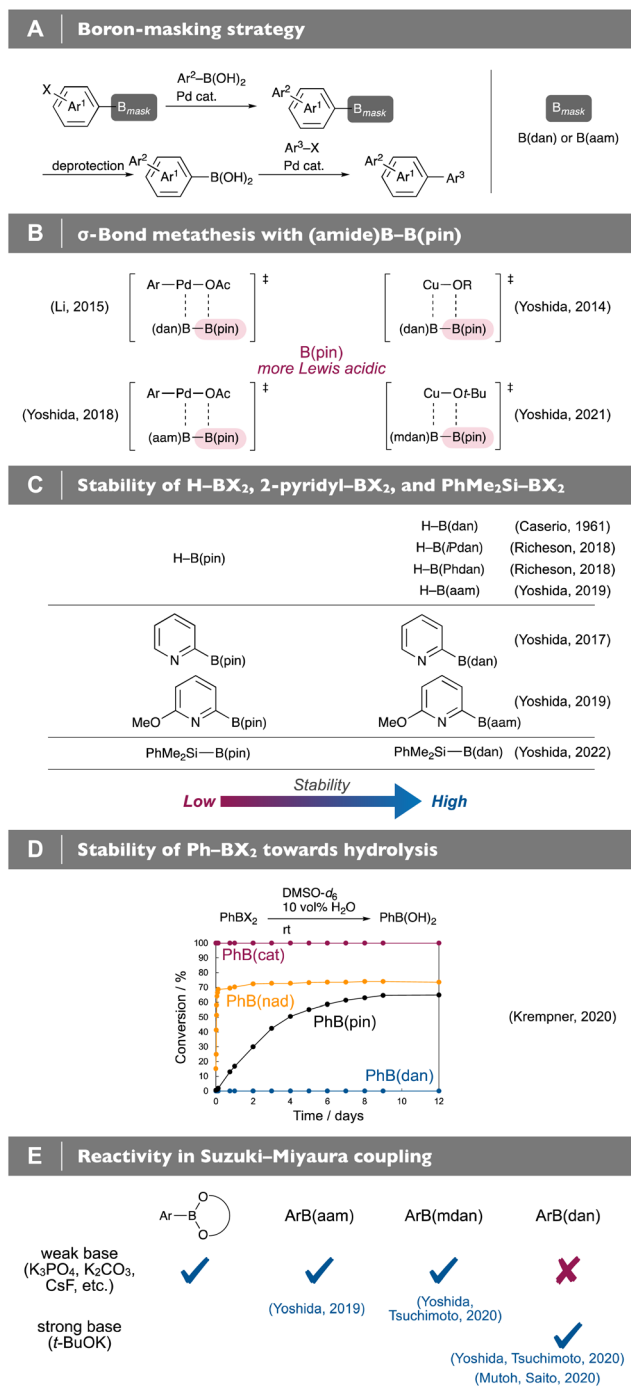 A Boron-masking strategy
X
Ar¹
Bmask
Ar²–B(OH)₂
Pd cat.
Ar²
Ar¹
Bmask
Bmask
B(dan) or B(aam)
deprotection
Ar²
Ar¹
B(OH)₂
Ar³–X
Pd cat.
Ar²
Ar¹
Ar³
B σ-Bond metathesis with (amide)B–B(pin)
(Li, 2015)
Ar–Pd–OAc
(dan)B–B(pin)
‡
Cu–OR
(dan)B–B(pin)
‡
(Yoshida, 2014)
B(pin)
more Lewis acidic
(Yoshida, 2018)
Ar–Pd–OAc
(aam)B–B(pin)
‡
Cu–Ot-Bu
(mdan)B–B(pin)
‡
(Yoshida, 2021)
C Stability of H–BX₂, 2-pyridyl–BX₂, and PhMe₂Si–BX₂
H–B(pin)
H–B(dan) (Caserio, 1961)
H–B(iPdan) (Richeson, 2018)
H–B(Phdan) (Richeson, 2018)
H–B(aam) (Yoshida, 2019)
N
B(pin)
N
B(dan)
(Yoshida, 2017)
MeO
N
B(pin)
MeO
N
B(aam)
(Yoshida, 2019)
PhMe₂Si–B(pin)
PhMe₂Si–B(dan) (Yoshida, 2022)
Stability
Low
High
D Stability of Ph–BX₂ towards hydrolysis
PhBX₂
DMSO-d₆
10 vol% H₂O
rt
PhB(OH)₂
Conversion / %
100
90
80
70
60
50
40
30
20
10
0
PhB(cat)
PhB(nad)
PhB(pin)
PhB(dan)
0 2 4 6 8 10 12
Time / days
(Krempner, 2020)
E Reactivity in Suzuki–Miyaura coupling
Ar–B
O
O
ArB(aam)
ArB(mdan)
ArB(dan)
weak base
(K₃PO₄, K₂CO₃,
CsF, etc.)
(Yoshida, 2019)
(Yoshida,
Tsuchimoto, 2020)
strong base
(t-BuOK)
(Yoshida, Tsuchimoto, 2020)
(Mutoh, Saito, 2020)